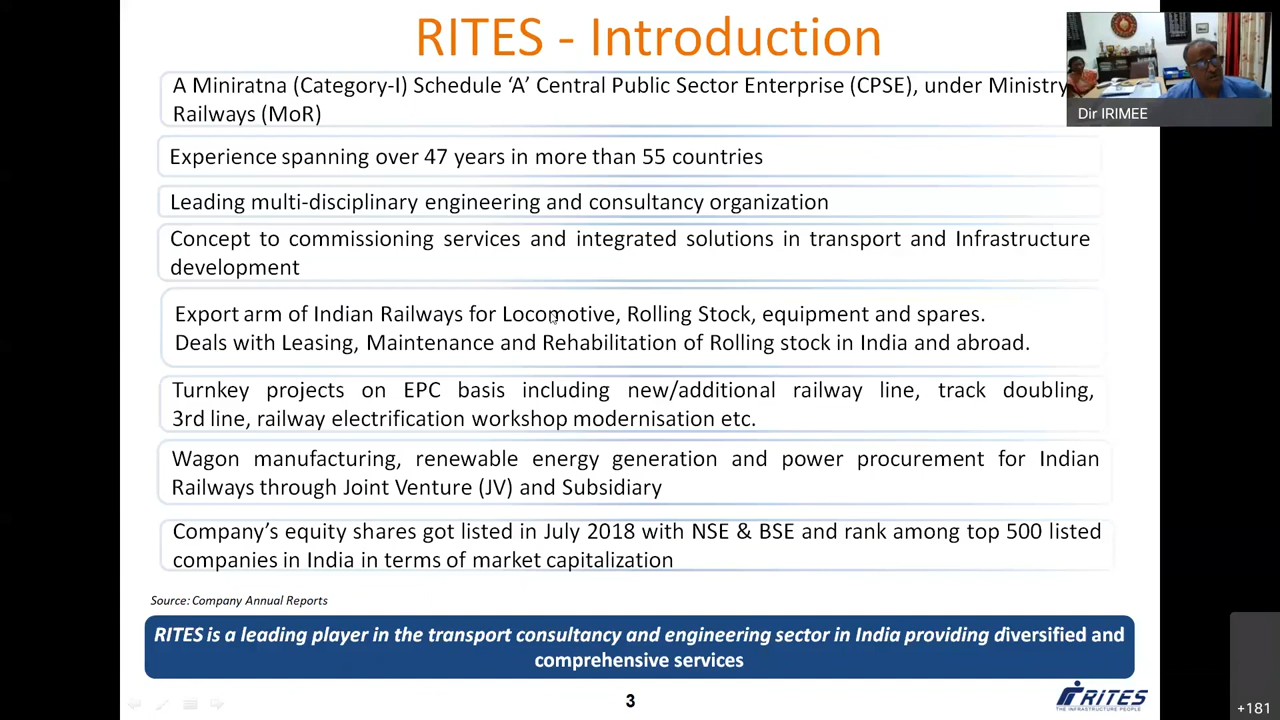 RITES - Introduction
A Miniratna (Category-I) Schedule ‘A’ Central Public Sector Enterprise (CPSE), under Ministry
Railways (MoR)
Dir IRIMEE
Experience spanning over 47 years in more than 55 countries
Leading multi-disciplinary engineering and consultancy organization
Concept to commissioning services and integrated solutions in transport and Infrastructure
development
Export arm of Indian Railways for Locomotive, Rolling Stock, equipment and spares.
Deals with Leasing, Maintenance and Rehabilitation of Rolling stock in India and abroad.
Turnkey projects on EPC basis including new/additional railway line, track doubling,
3rd line, railway electrification workshop modernisation etc.
Wagon manufacturing, renewable energy generation and power procurement for Indian
Railways through Joint Venture (JV) and Subsidiary
Company’s equity shares got listed in July 2018 with NSE & BSE and rank among top 500 listed
companies in India in terms of market capitalization
Source: Company Annual Reports
RITES is a leading player in the transport consultancy and engineering sector in India providing diversified and
comprehensive services
3
RITES
THE INFRASTRUCTURE PEOPLE
+181